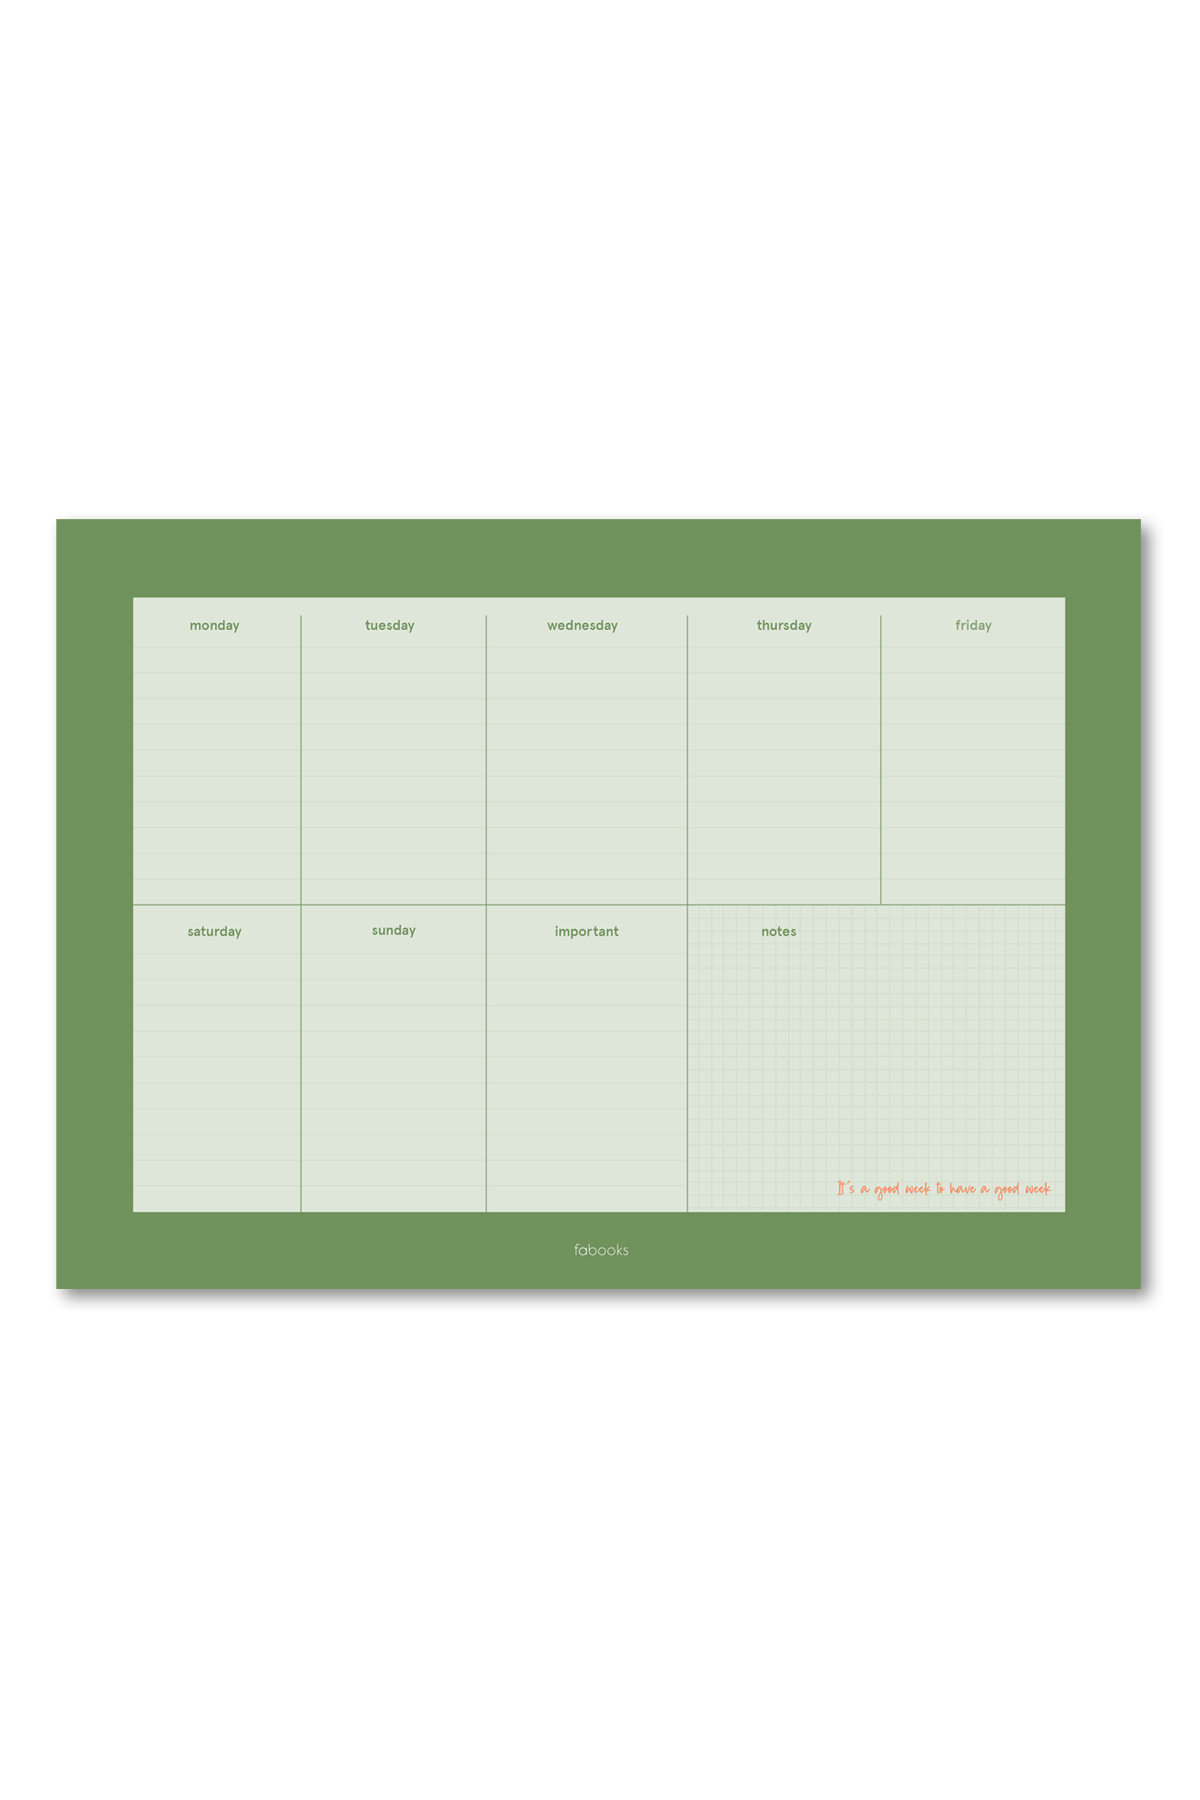 monday tuesday wednesday thursday friday
saturday sunday important notes
It´s a good week to have a good week
fabooks